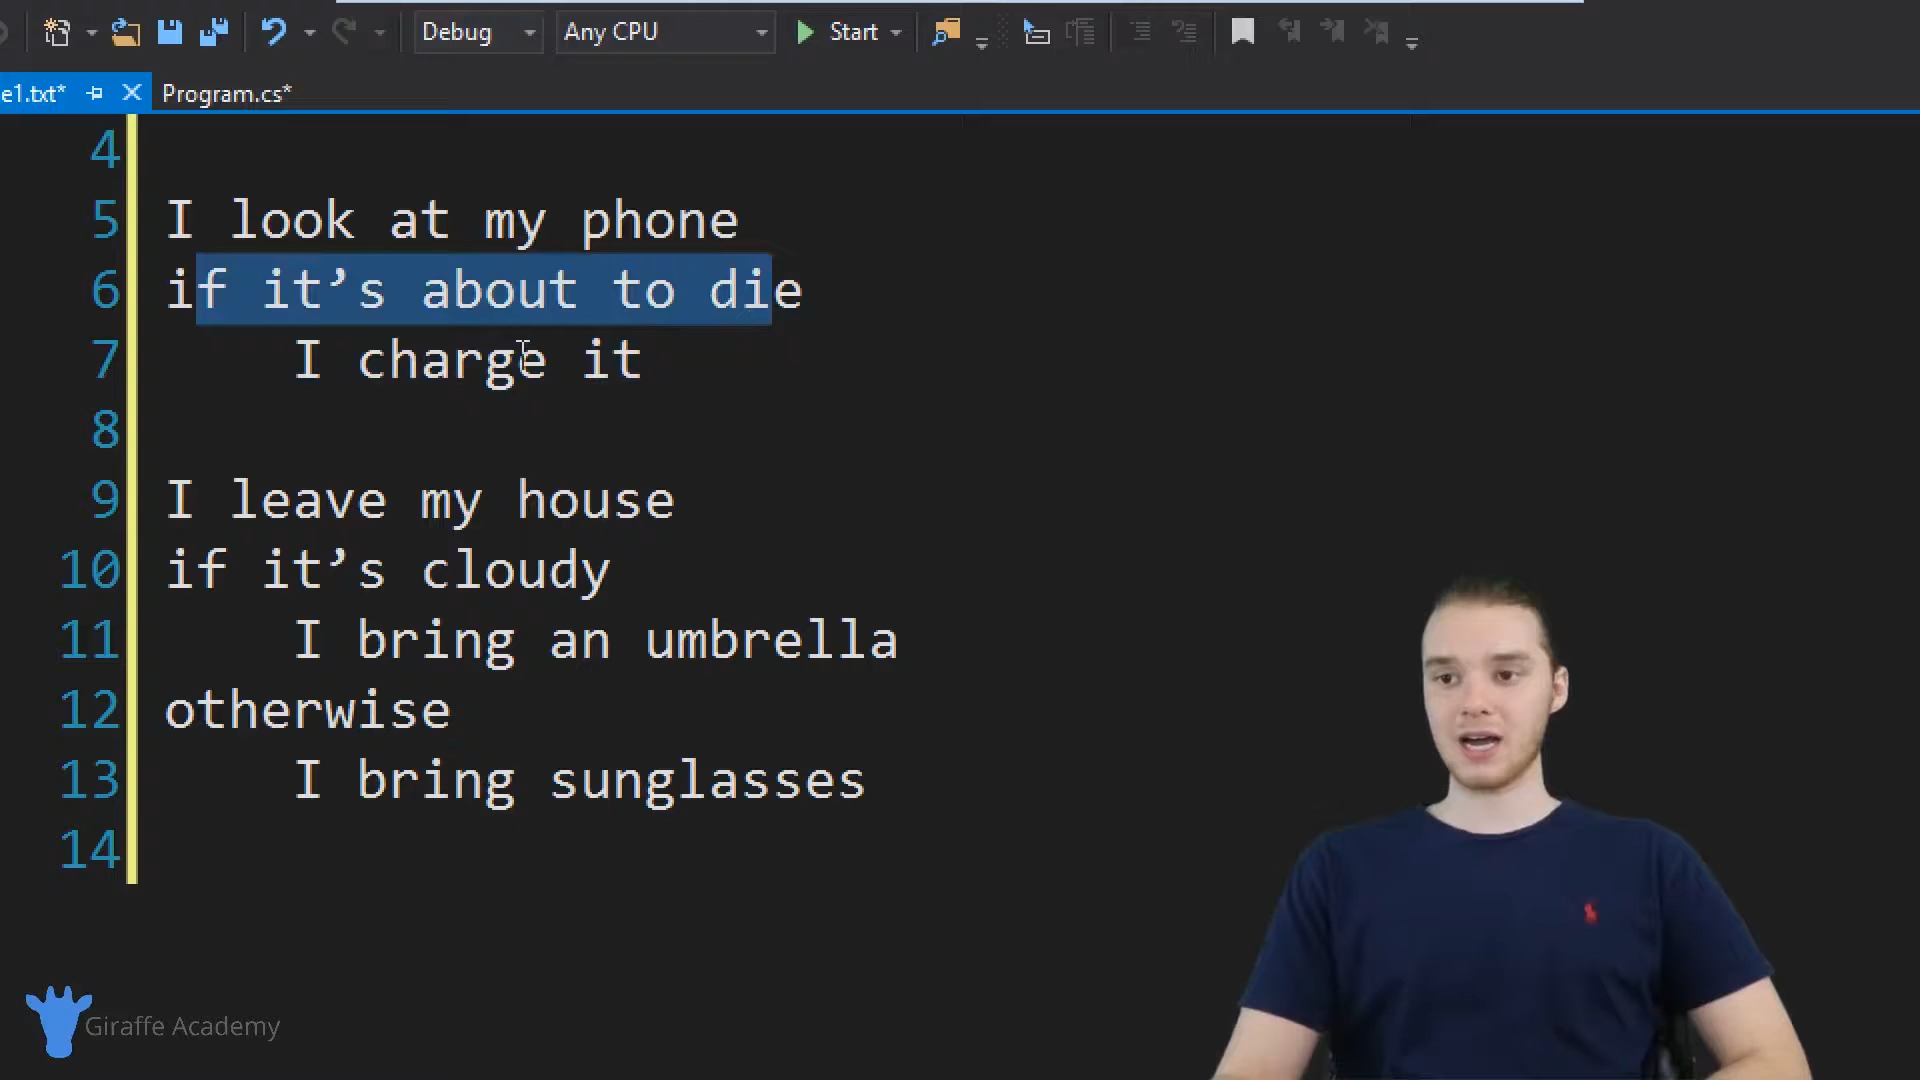 Debug Any CPU Start
e1.txt* Program.cs*
4
5 I look at my phone
6 if it’s about to die
7 I charge it
8
9 I leave my house
10 if it’s cloudy
11 I bring an umbrella
12 otherwise
13 I bring sunglasses
14
Giraffe Academy